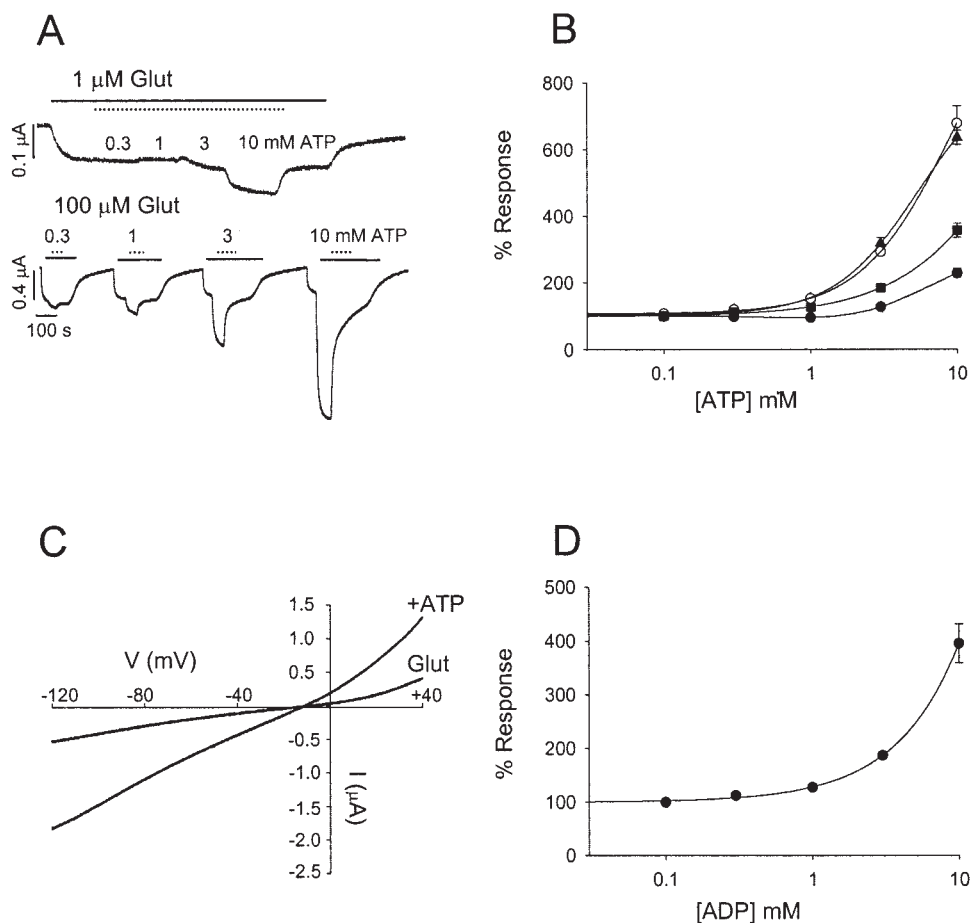 A
1 μM Glut
0.3 1 3 10 mM ATP
0.1 μA
100 μM Glut
0.3 1 3 10 mM ATP
0.4 μA
100 s
B
% Response
800
600
400
200
100
0
0.1 1 10
[ATP] mM
C
+ATP
Glut
V (mV)
-120 -80 -40 +40
1.5
1.0
0.5
-0.5
-1.0
-1.5
-2.0
-2.5
I (μA)
D
% Response
500
400
300
200
100
0
0.1 1 10
[ADP] mM